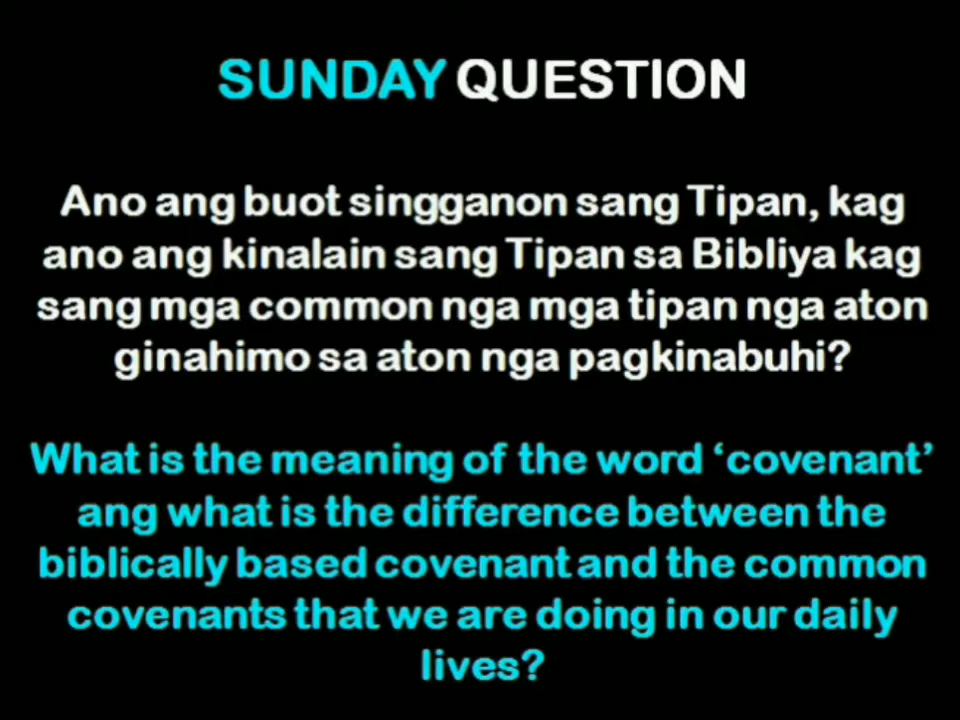 SUNDAY QUESTION
Ano ang buot singganon sang Tipan, kag
ano ang kinalain sang Tipan sa Bibliya kag
sang mga common nga mga tipan nga aton
ginahimo sa aton nga pagkinabuhi?
What is the meaning of the word ‘covenant’
ang what is the difference between the
biblically based covenant and the common
covenants that we are doing in our daily
lives?